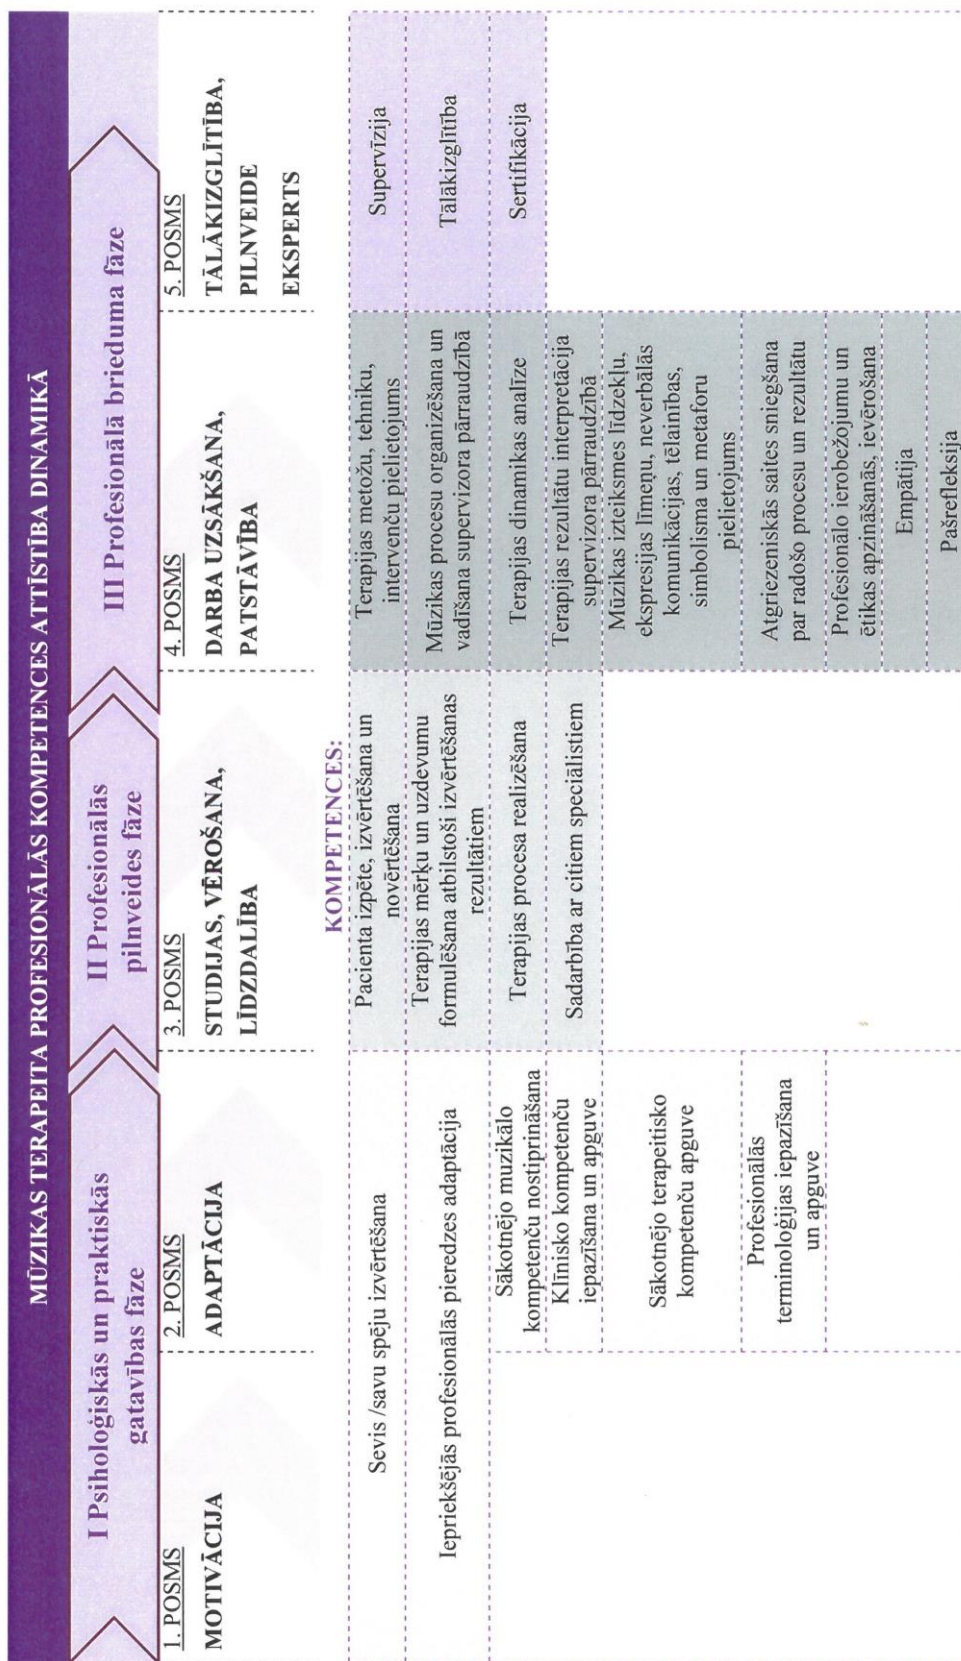 MŪZIKAS TERAPEITA PROFESIONĀLĀS KOMPETENCES ATTĪSTĪBA DINAMIKĀ
I Psiholoģiskās un praktiskās
gatavības fāze
II Profesionālās
pilnveides fāze
III Profesionālā brieduma fāze
1. POSMS
MOTIVĀCIJA
2. POSMS
ADAPTĀCIJA
3. POSMS
STUDIJAS, VĒROŠANA,
LĪDZDALĪBA
4. POSMS
DARBA UZSĀKŠANA,
PATSTĀVĪBA
5. POSMS
TĀLĀKIZGLĪTĪBA,
PILNVEIDE
EKSPERTS
KOMPETENCES:
Sevis /savu spēju izvērtēšana
Iepriekšējās profesionālās pieredzes adaptācija
Sākotnējo muzikālo
kompetenču nostiprināšana
Klīnisko kompetenču
iepazīšana un apguve
Sākotnējo terapeitisko
kompetenču apguve
Profesionālās
terminoloģijas iepazīšana
un apguve
Pacienta izpēte, izvērtēšana un
novērtēšana
Terapijas mērķu un uzdevumu
formulēšana atbilstoši izvērtēšanas
rezultātiem
Terapijas procesa realizēšana
Sadarbība ar citiem speciālistiem
Terapijas metožu, tehniku,
intervenču pielietojums
Mūzikas procesu organizēšana un
vadīšana supervizora pārraudzībā
Terapijas dinamikas analīze
Terapijas rezultātu interpretācija
supervizora pārraudzībā
Mūzikas izteiksmes līdzekļu,
ekspresijas līmeņu, neverbālās
komunikācijas, tēlainības,
simbolisma un metaforu
pielietojums
Atgriezeniskās saites sniegšana
par radošo procesu un rezultātu
Profesionālo ierobežojumu un
ētikas apzināšanās, ievērošana
Empātija
Pašrefleksija
Supervīzija
Tālākizglītība
Sertifikācija